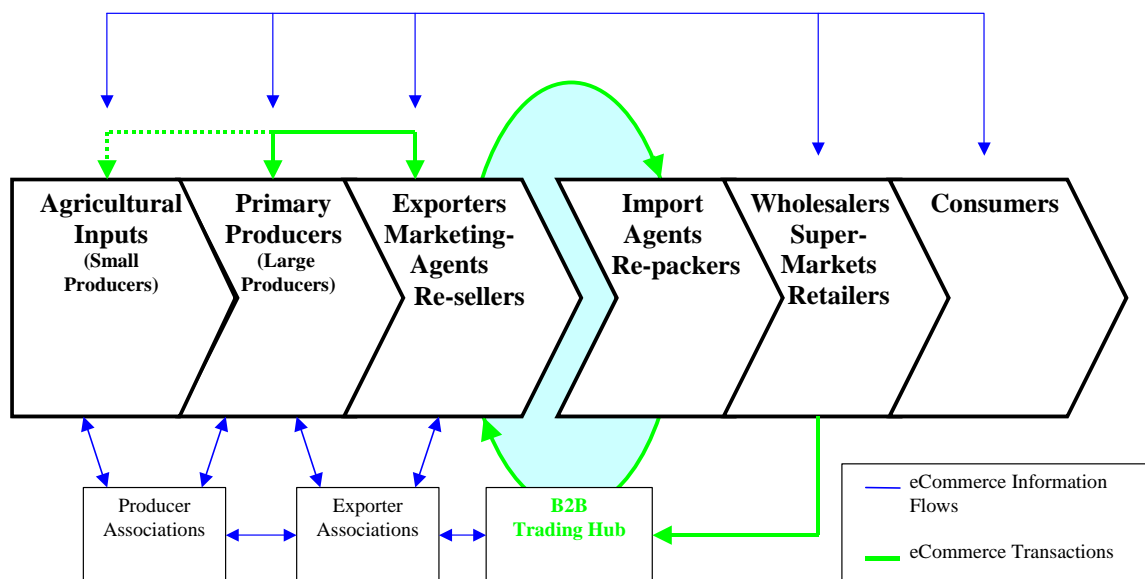 Agricultural
Inputs
(Small
Producers)
Primary
Producers
(Large
Producers)
Exporters
Marketing-
Agents
Re-sellers
Import
Agents
Re-packers
Wholesalers
Super-
Markets
Retailers
Consumers
Producer
Associations
Exporter
Associations
B2B
Trading Hub
eCommerce Information
Flows
eCommerce Transactions